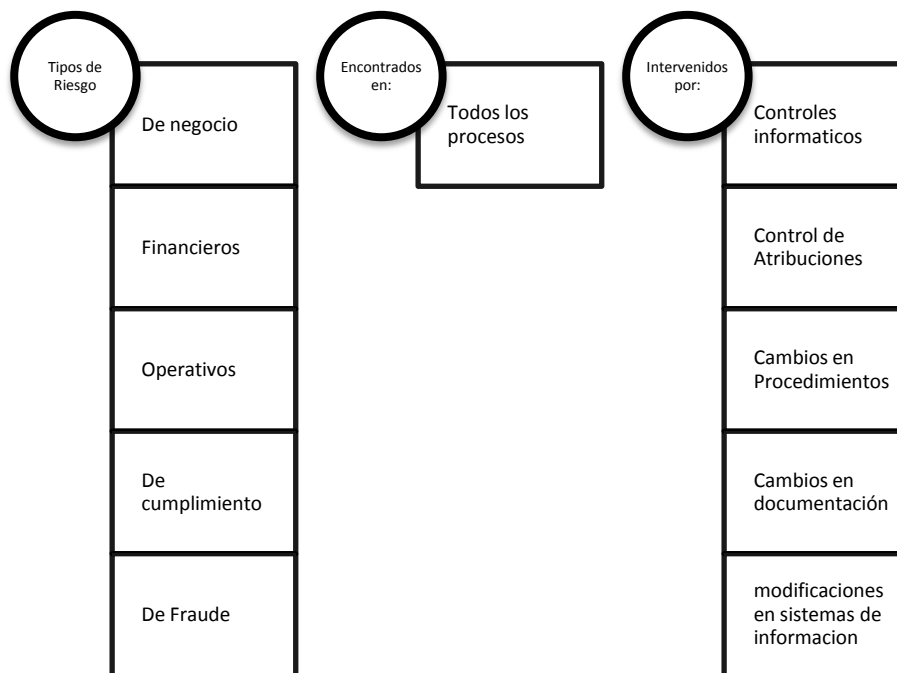 Tipos de
Riesgo
De negocio
Financieros
Operativos
De
cumplimiento
De Fraude
Encontrados
en:
Todos los
procesos
Intervenidos
por:
Controles
informaticos
Control de
Atribuciones
Cambios en
Procedimientos
Cambios en
documentación
modificaciones
en sistemas de
informacion